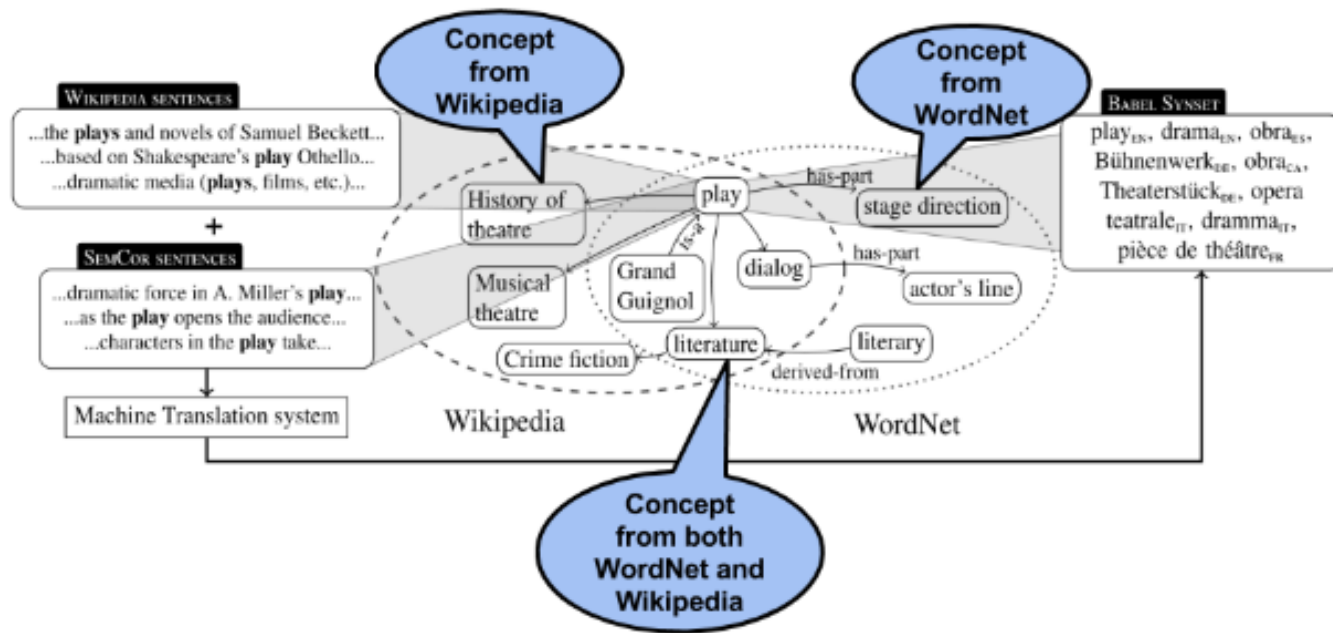 Concept
from
Wikipedia
Concept
from
WordNet
WIKIPEDIA SENTENCES
...the plays and novels of Samuel Beckett...
...based on Shakespeare's play Othello...
...dramatic media (plays, films, etc.)...
+
SEMCOR SENTENCES
...dramatic force in A. Miller's play...
...as the play opens the audience...
...characters in the play take...
Machine Translation system
BABEL SYNSET
playEN, dramaEN, obraES,
BühnenwerkDE, obraCA,
TheaterstückDE, opera
teatraleIT, drammaIT,
pièce de théâtreFR
play
has-part
stage direction
History of
theatre
is-a
Grand
Guignol
dialog
has-part
actor's line
Musical
theatre
literature
literary
derived-from
Crime fiction
Wikipedia
WordNet
Concept
from both
WordNet and
Wikipedia